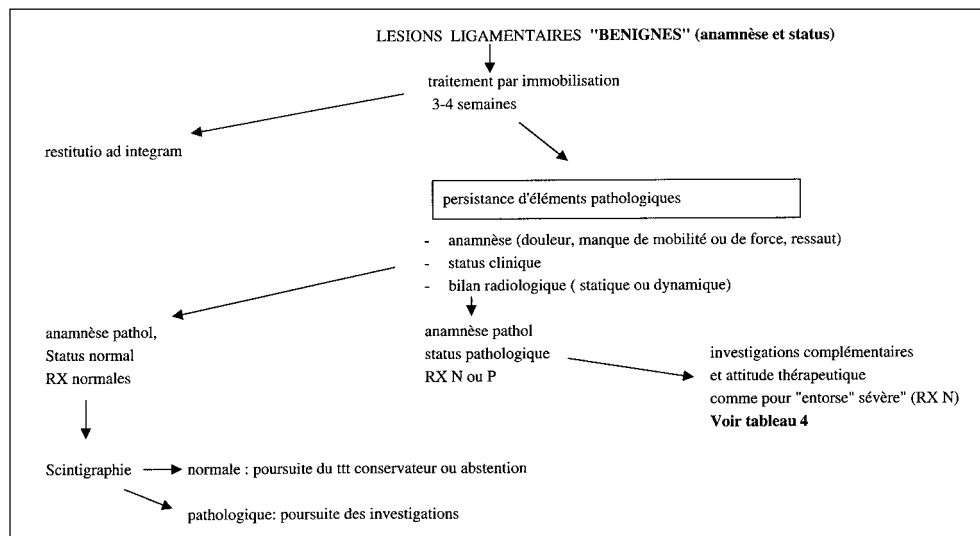 LESIONS LIGAMENTAIRES "BENIGNES" (anamnèse et status)
traitement par immobilisation
3-4 semaines
restitutio ad integram
persistance d'éléments pathologiques
- anamnèse (douleur, manque de mobilité ou de force, ressaut)
- status clinique
- bilan radiologique ( statique ou dynamique)
anamnèse pathol,
Status normal
RX normales
anamnèse pathol
status pathologique
RX N ou P
investigations complémentaires
et attitude thérapeutique
comme pour "entorse" sévère" (RX N)
Voir tableau 4
Scintigraphie
normale : poursuite du ttt conservateur ou abstention
pathologique: poursuite des investigations